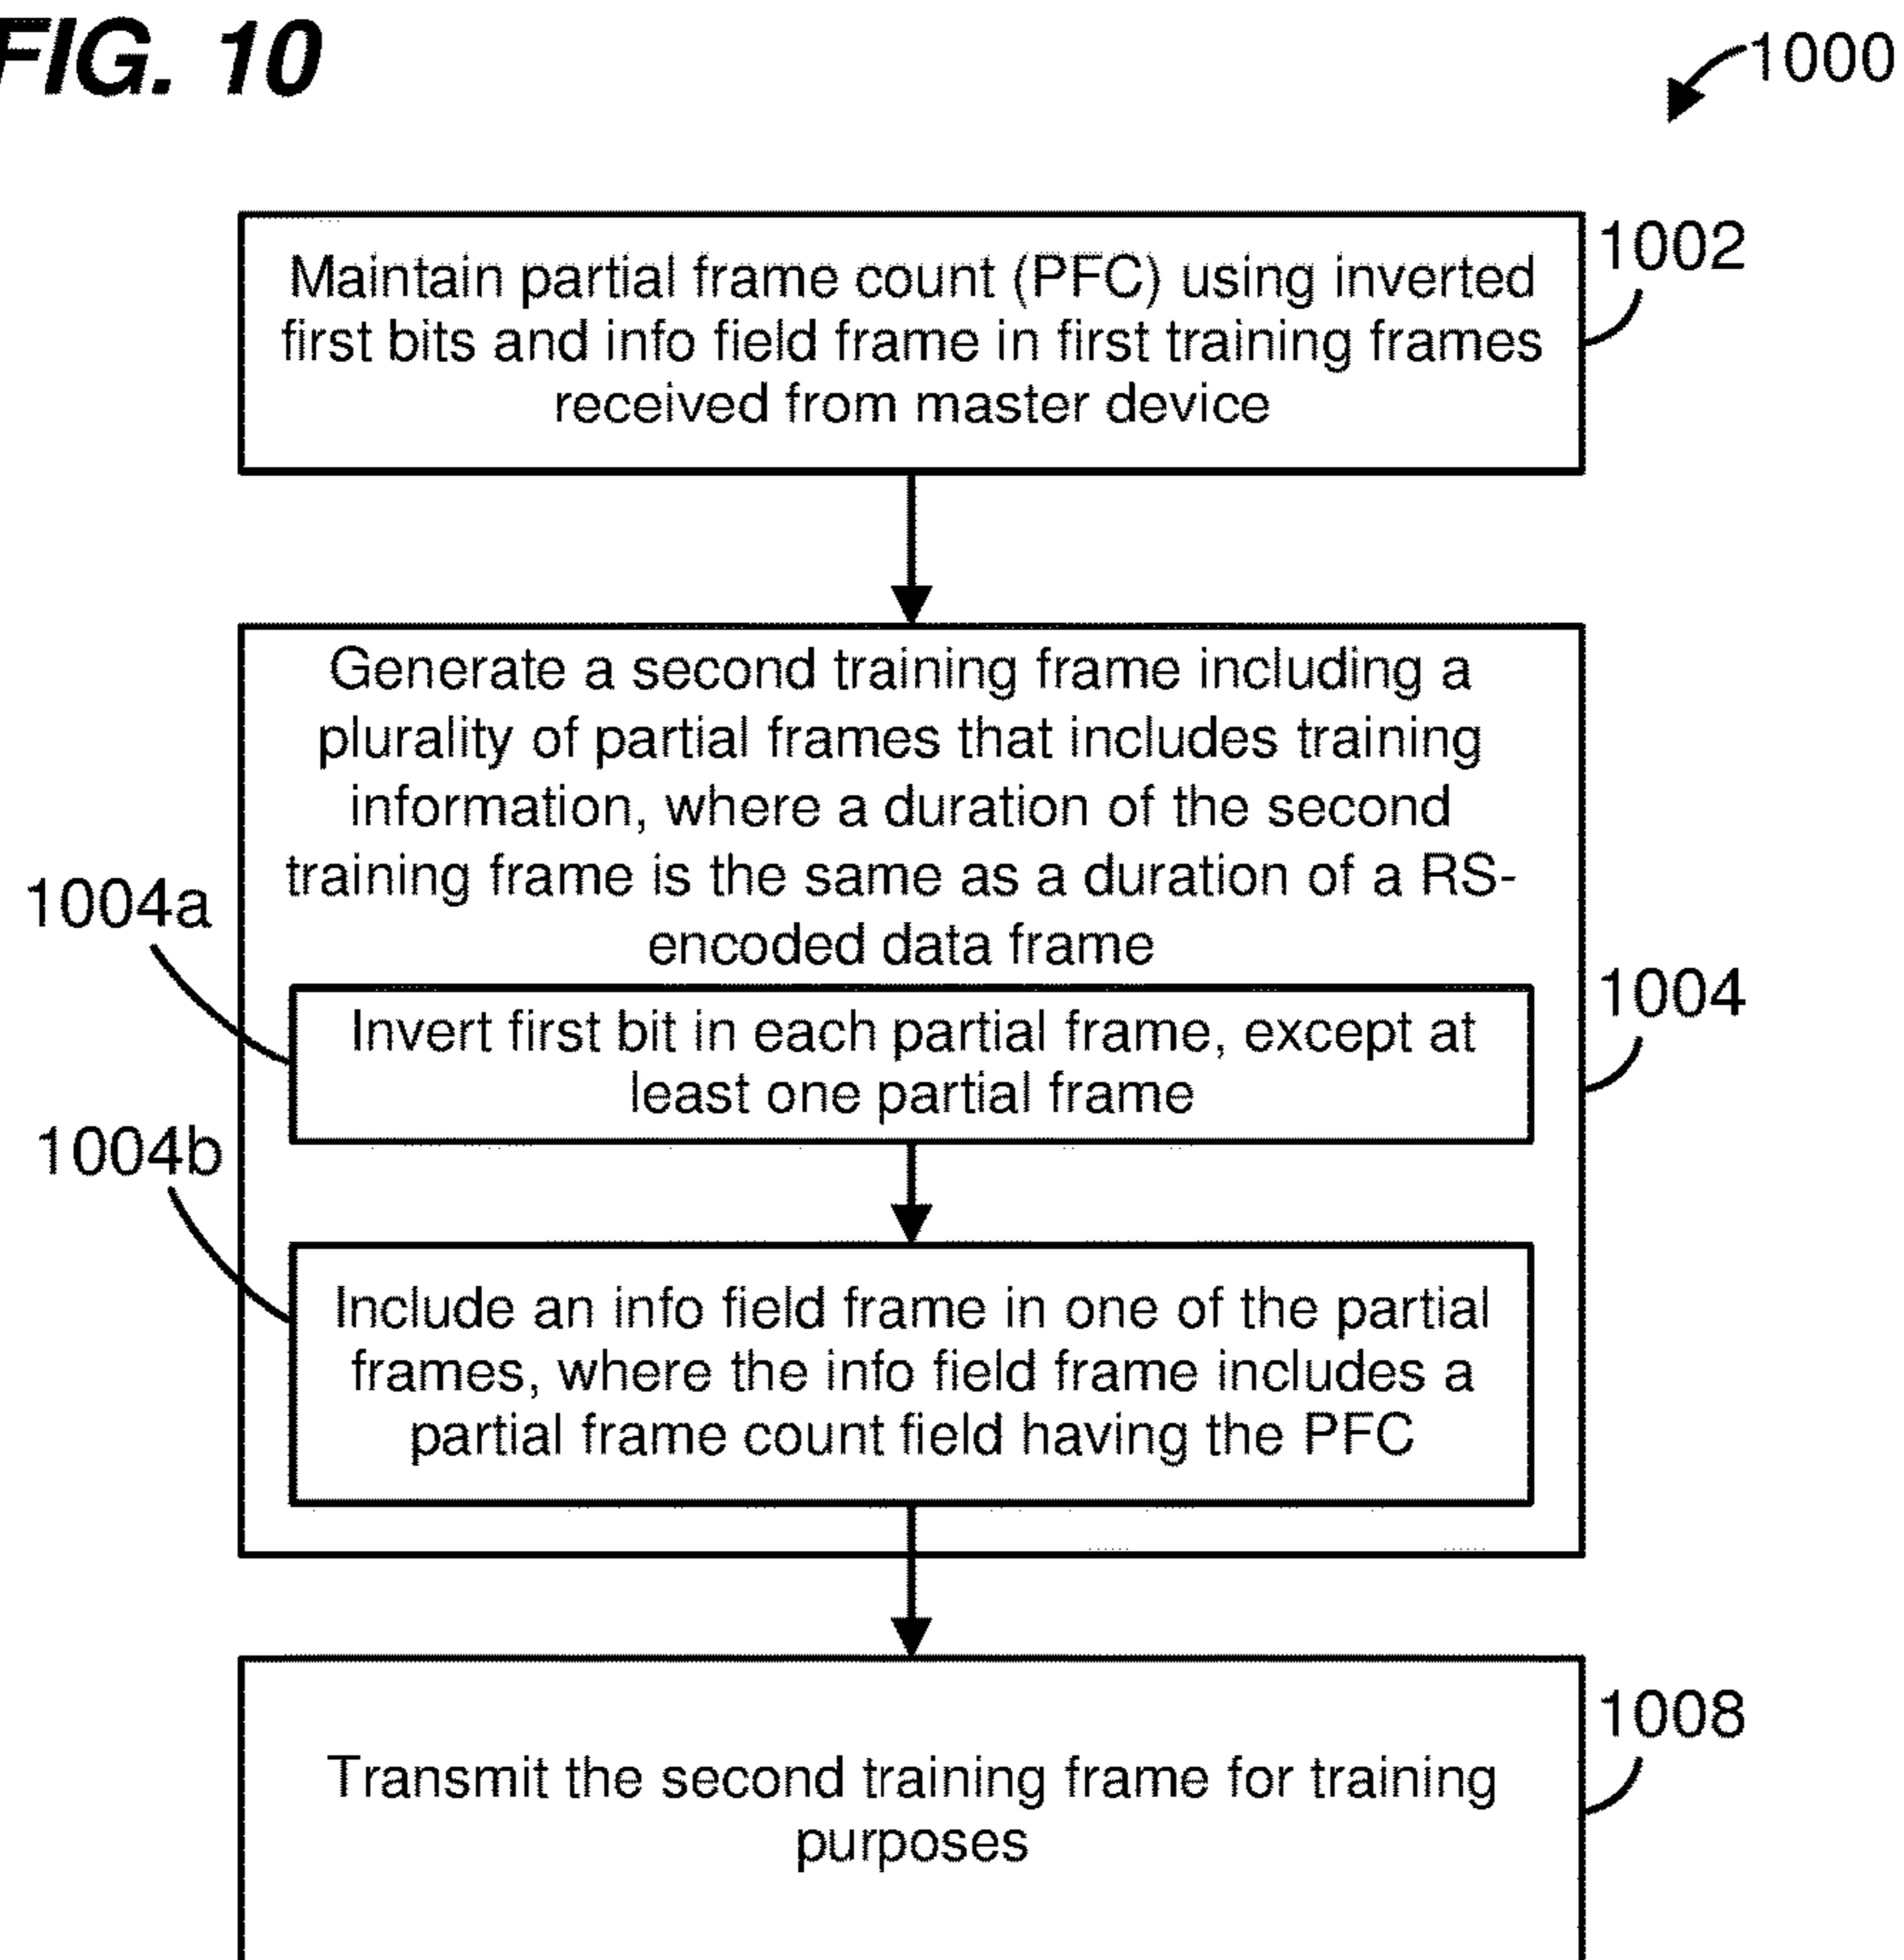 FIG. 10
1000
Maintain partial frame count (PFC) using inverted
first bits and info field frame in first training frames
received from master device
1002
Generate a second training frame including a
plurality of partial frames that includes training
information, where a duration of the second
training frame is the same as a duration of a RS-
encoded data frame
1004a
1004
Invert first bit in each partial frame, except at
least one partial frame
1004b
Include an info field frame in one of the partial
frames, where the info field frame includes a
partial frame count field having the PFC
1008
Transmit the second training frame for training
purposes